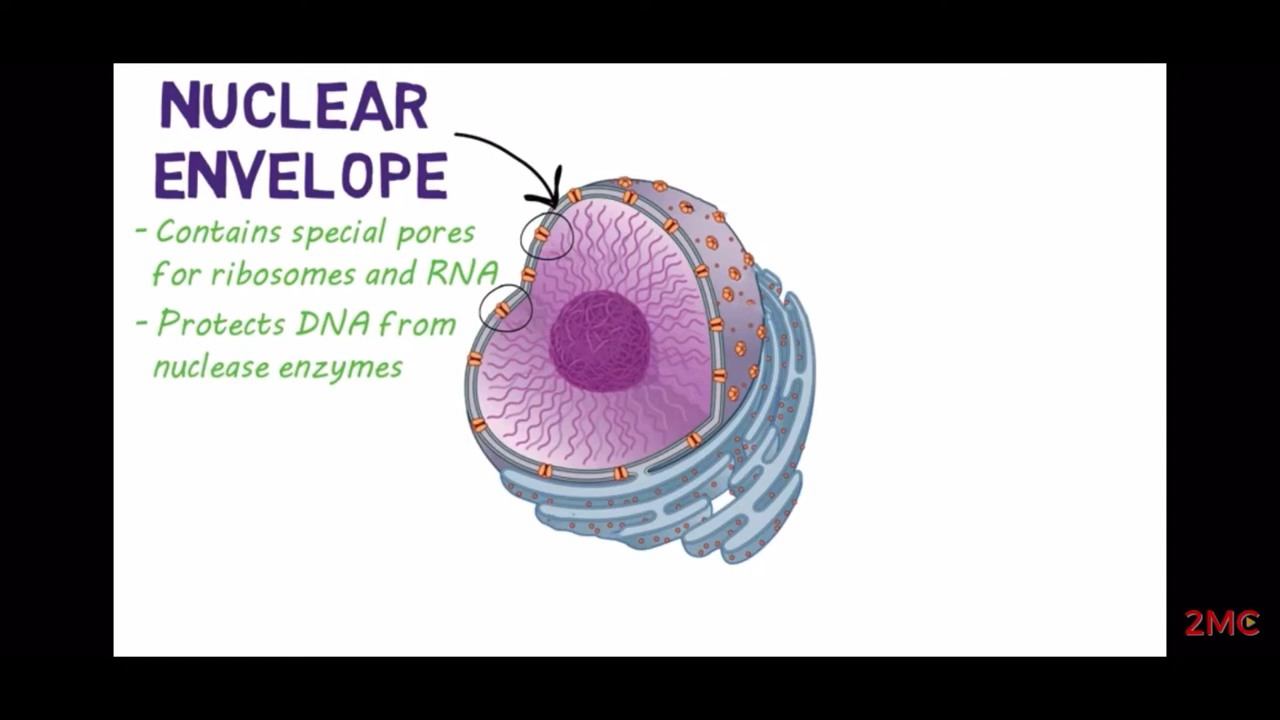 NUCLEAR
ENVELOPE
- Contains special pores
for ribosomes and RNA
- Protects DNA from
nuclease enzymes
2MC